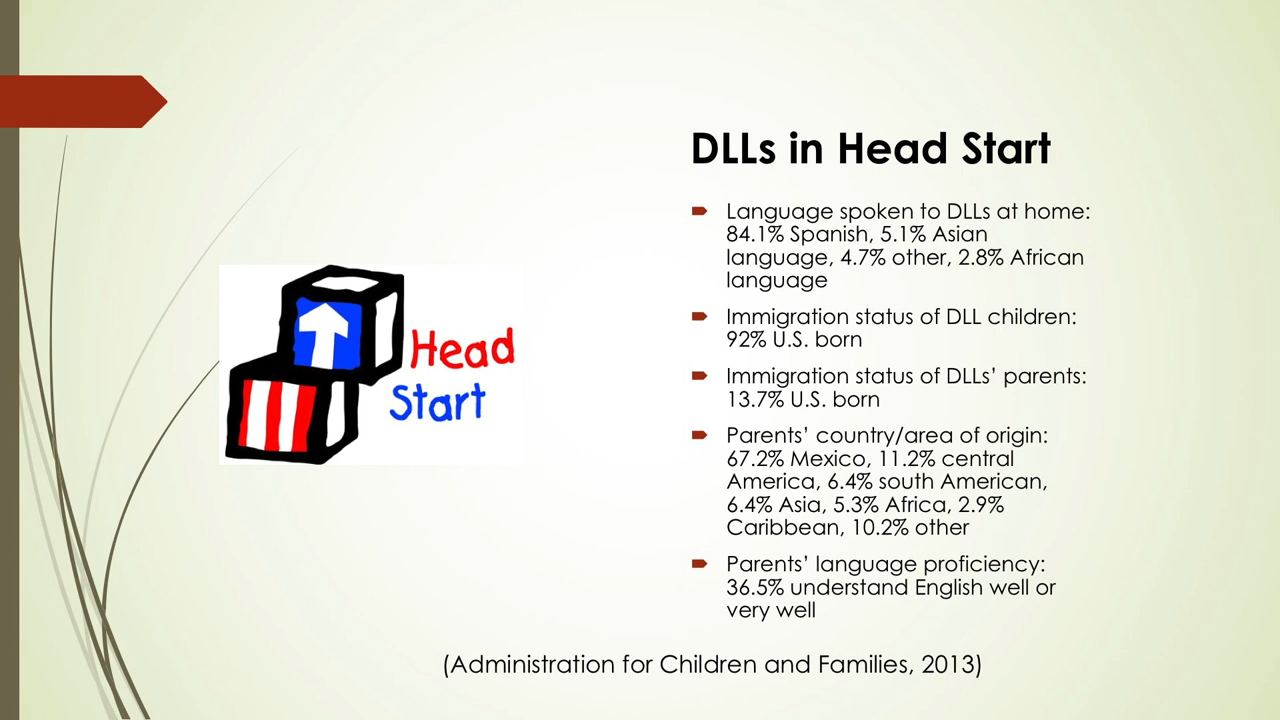 DLLs in Head Start
Language spoken to DLLs at home:
84.1% Spanish, 5.1% Asian
language, 4.7% other, 2.8% African
language
Immigration status of DLL children:
92% U.S. born
Immigration status of DLLs’ parents:
13.7% U.S. born
Parents’ country/area of origin:
67.2% Mexico, 11.2% central
America, 6.4% south American,
6.4% Asia, 5.3% Africa, 2.9%
Caribbean, 10.2% other
Parents’ language proficiency:
36.5% understand English well or
very well
Head
Start
(Administration for Children and Families, 2013)